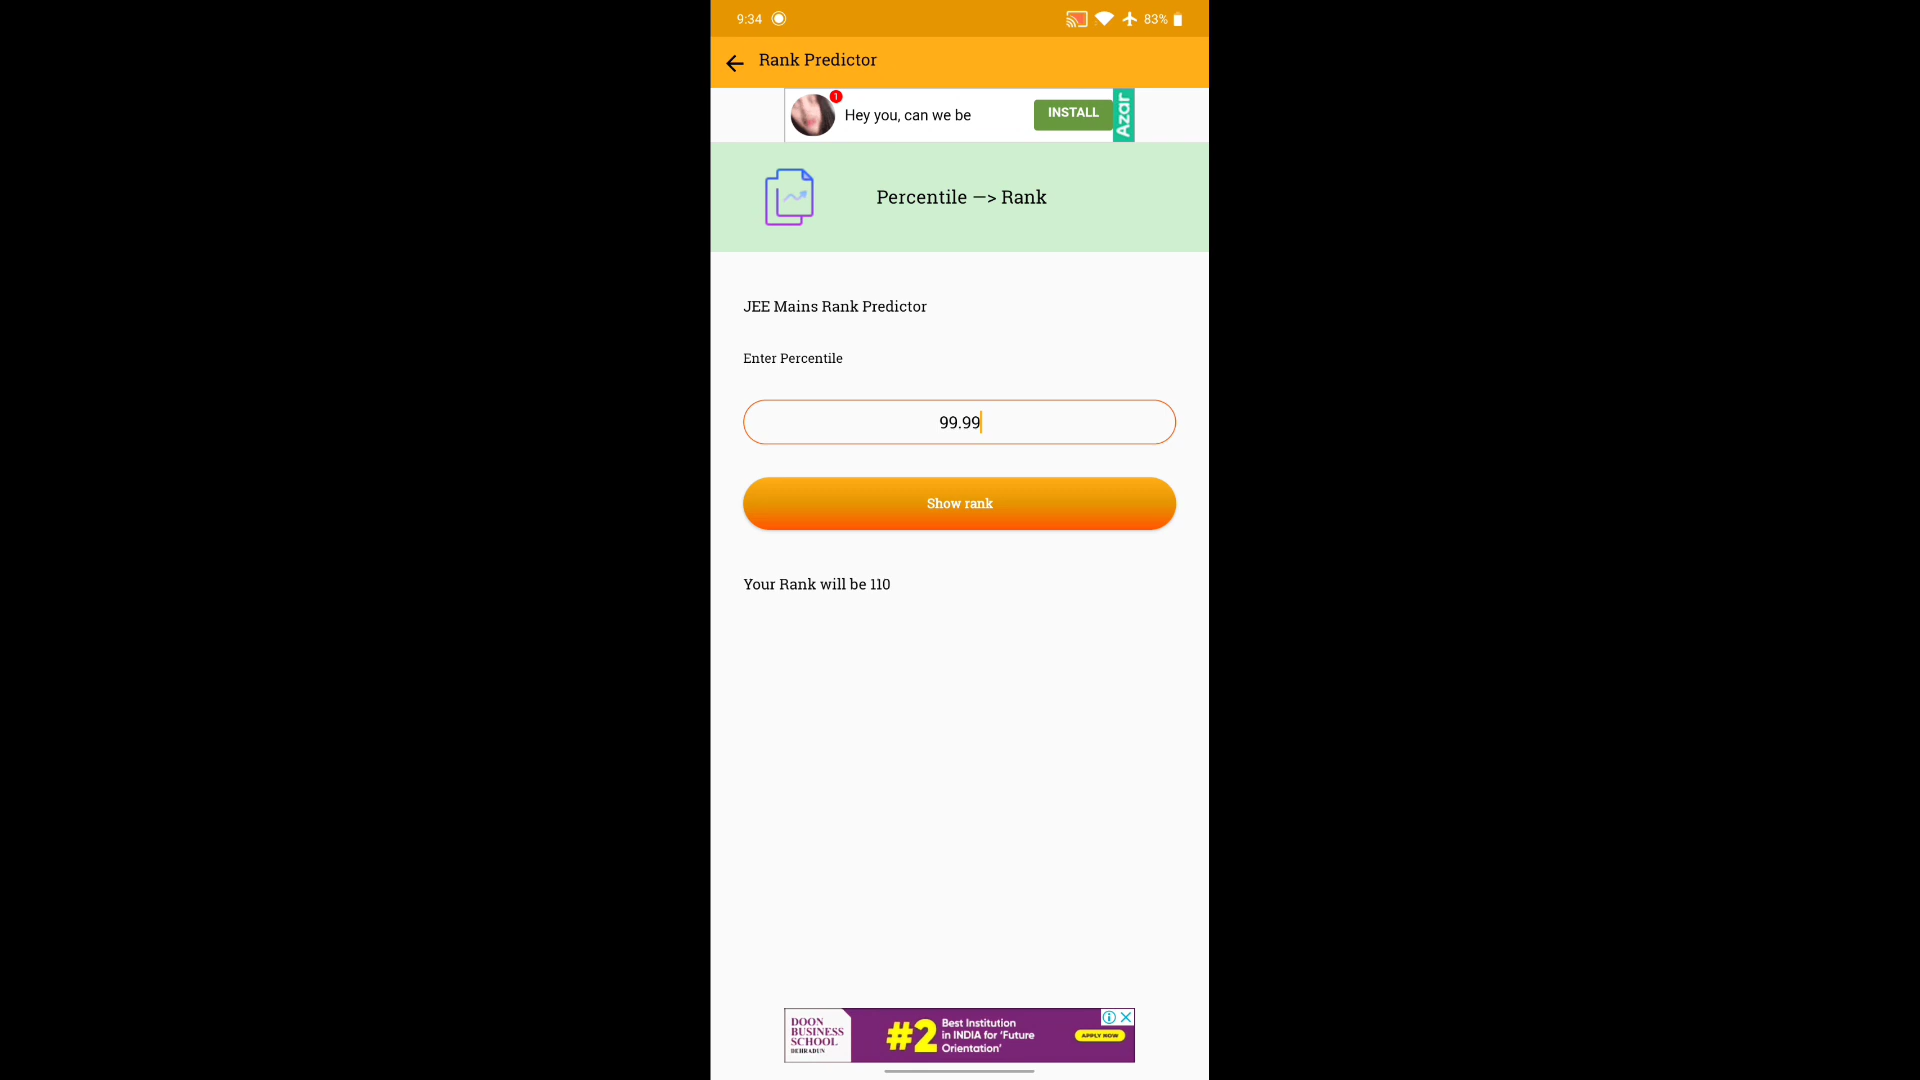 9:34
83%
Rank Predictor
1
Hey you, can we be
INSTALL
Azar
Percentile —> Rank
JEE Mains Rank Predictor
Enter Percentile
99.99
Show rank
Your Rank will be 110
DOON
BUSINESS
SCHOOL
DEHRADUN
#2
Best Institution
in INDIA for 'Future
Orientation'
APPLY NOW